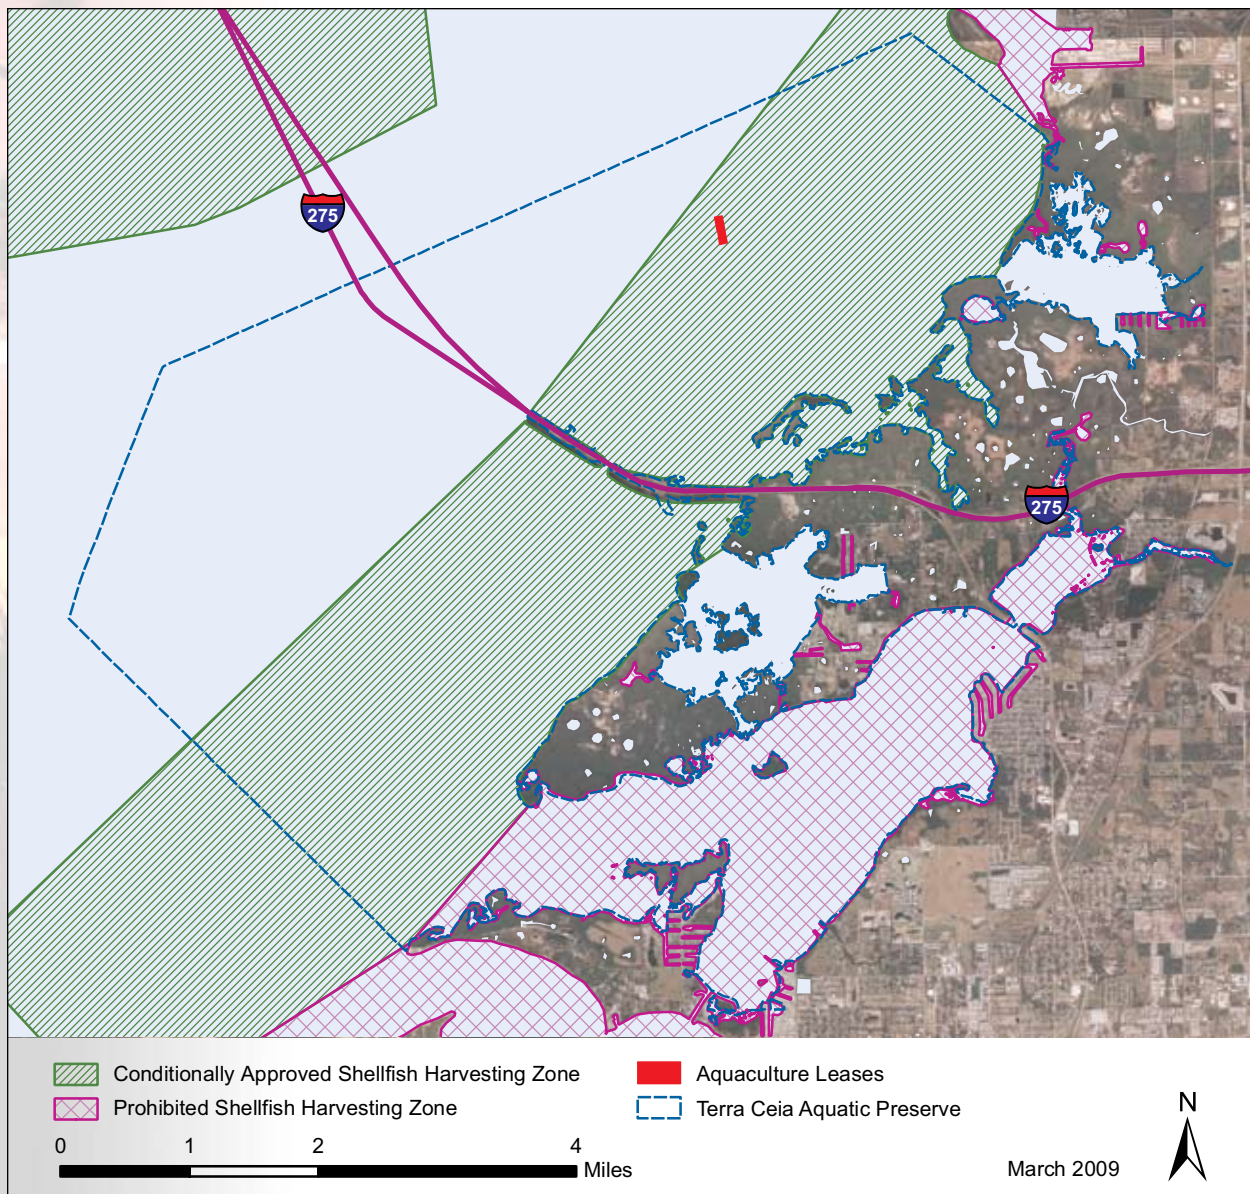 275
275
Conditionally Approved Shellfish Harvesting Zone
Prohibited Shellfish Harvesting Zone
Aquaculture Leases
Terra Ceia Aquatic Preserve
0 1 2 4
Miles
March 2009
N